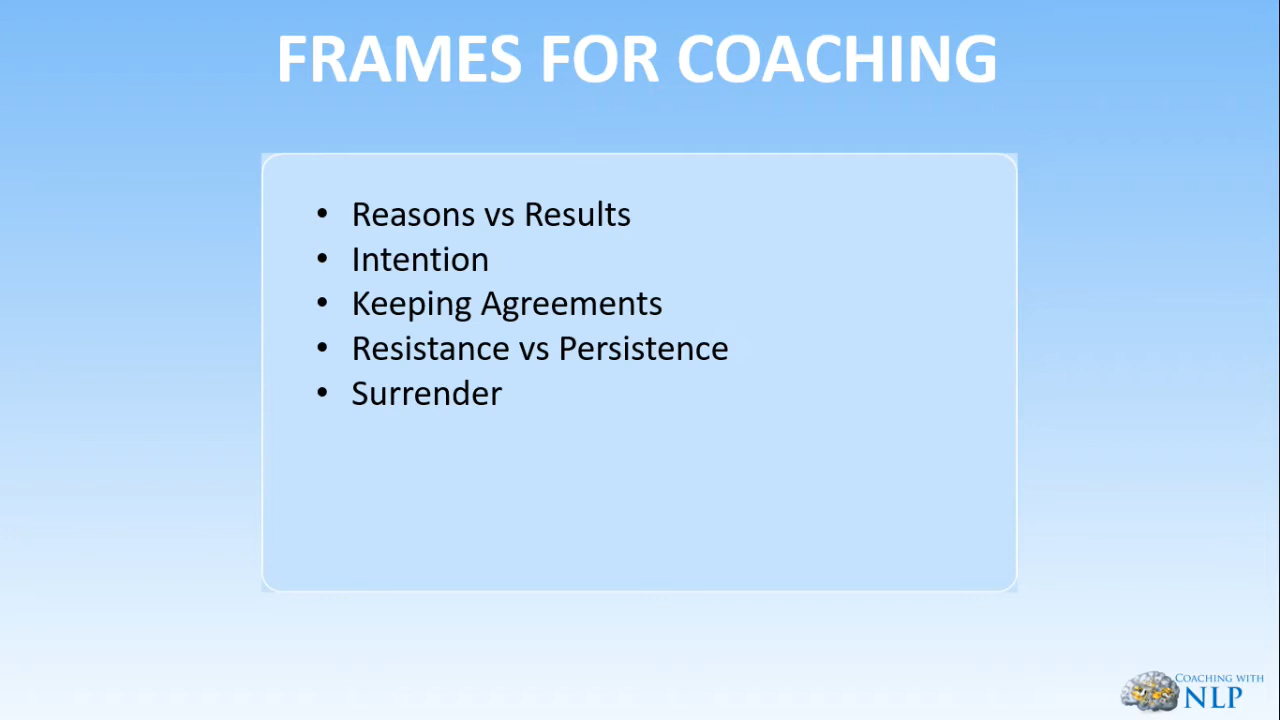 FRAMES FOR COACHING
• Reasons vs Results
• Intention
• Keeping Agreements
• Resistance vs Persistence
• Surrender
COACHING WITH
NLP